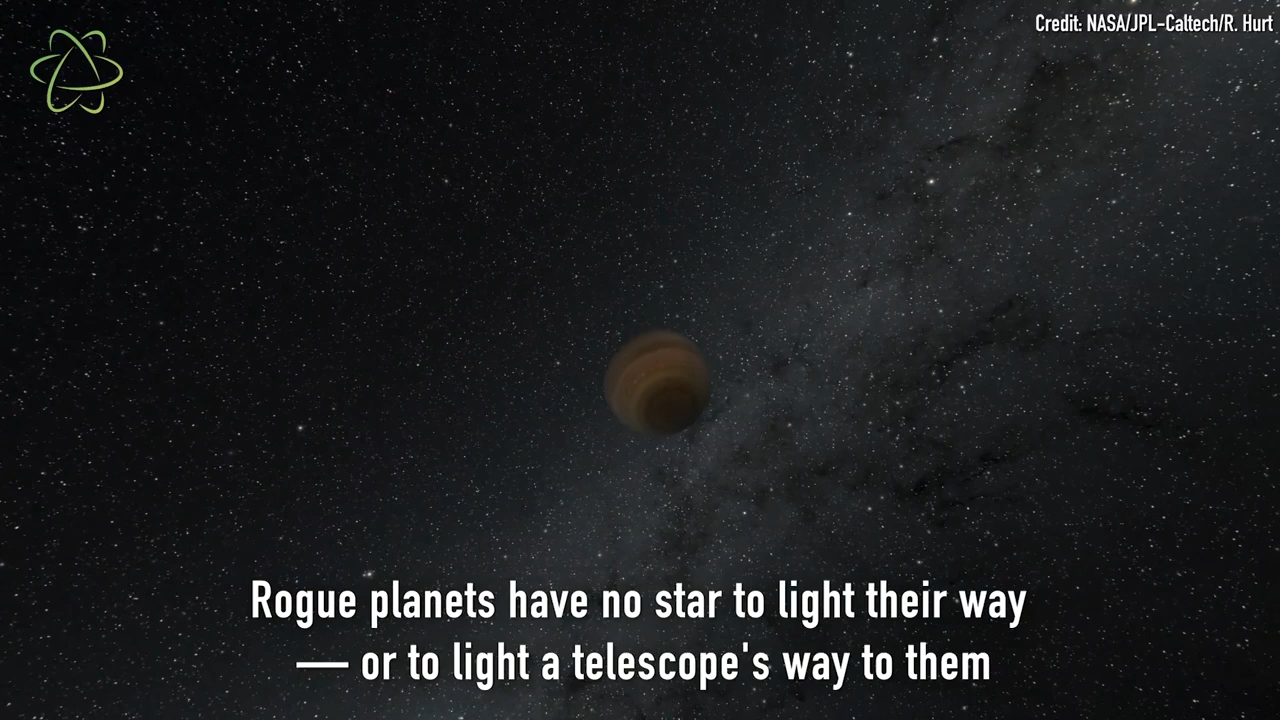 Credit: NASA/JPL-Caltech/R. Hurt
Rogue planets have no star to light their way
— or to light a telescope's way to them